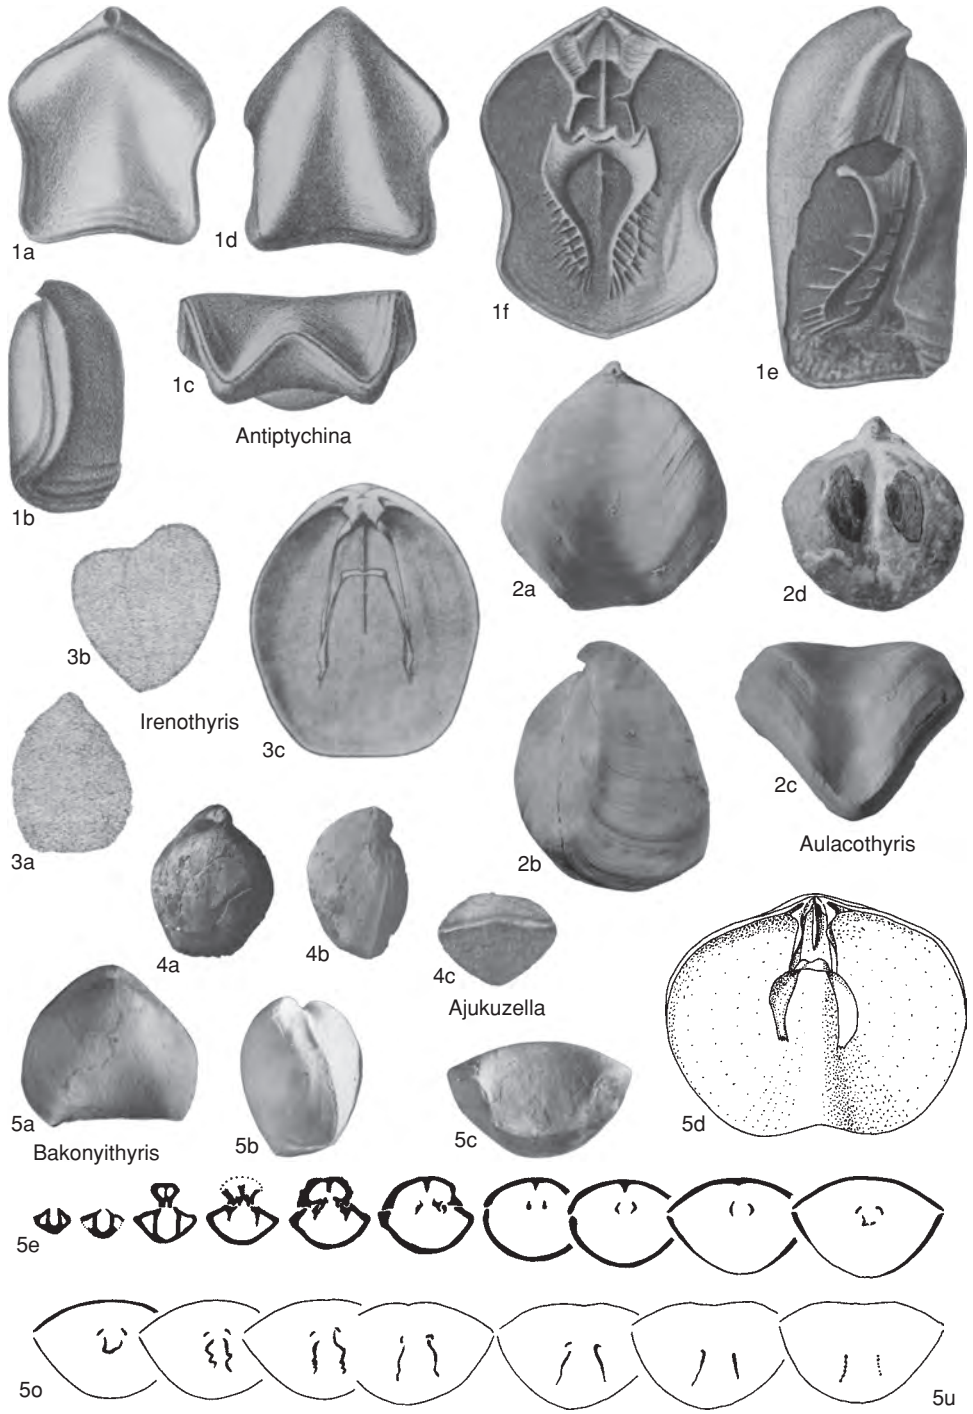 1a
1d
1f
1e
1c
Antiptychina
1b
2a
2d
3b
Irenothyris
3c
2c
3a
2b
Aulacothyris
4a
4b
4c
Ajukuzella
5a
5b
5c
5d
Bakonyithyris
5e
5o
5u